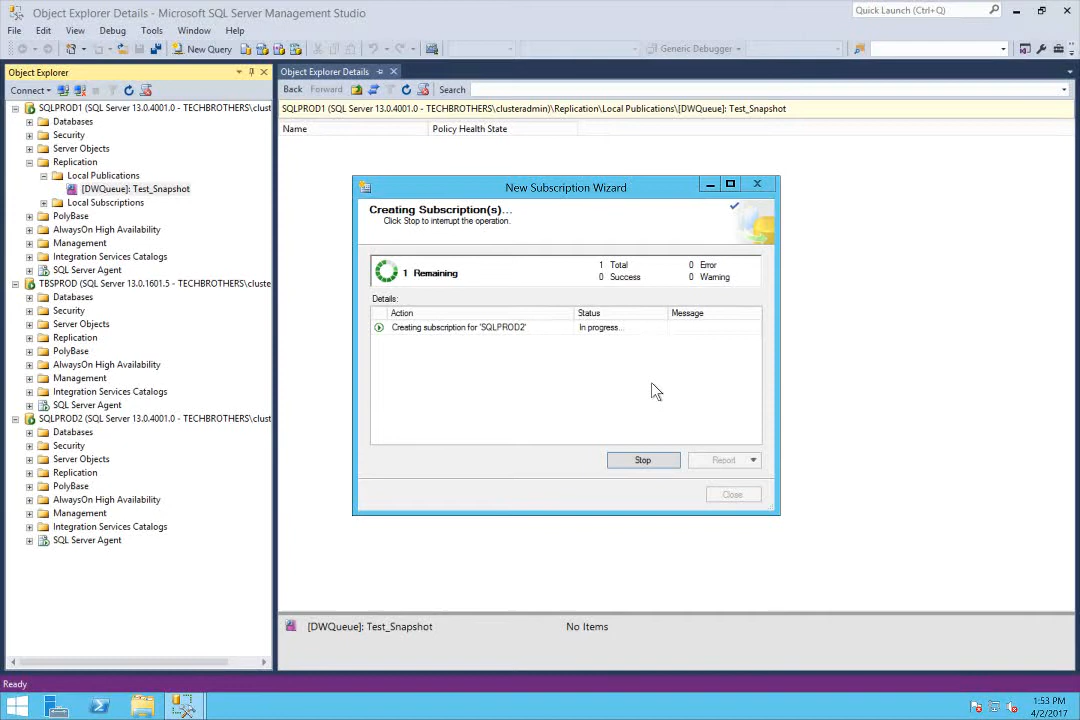 Object Explorer Details - Microsoft SQL Server Management Studio
Quick Launch (Ctrl+Q)
File Edit View Debug Tools Window Help
New Query
Generic Debugger
Object Explorer
Object Explorer Details
Connect
Back Forward Search
SQLPROD1 (SQL Server 13.0.4001.0 - TECHBROTHERS\cluste
SQLPROD1 (SQL Server 13.0.4001.0 - TECHBROTHERS\clusteradmin)\Replication\Local Publications\[DWQueue]: Test_Snapshot
Databases
Name Policy Health State
Security
Server Objects
Replication
Local Publications
[DWQueue]: Test_Snapshot
Local Subscriptions
PolyBase
AlwaysOn High Availability
Management
Integration Services Catalogs
SQL Server Agent
TBSPROD (SQL Server 13.0.1601.5 - TECHBROTHERS\cluste
Databases
Security
Server Objects
Replication
PolyBase
AlwaysOn High Availability
Management
Integration Services Catalogs
SQL Server Agent
SQLPROD2 (SQL Server 13.0.4001.0 - TECHBROTHERS\clust
Databases
Security
Server Objects
Replication
PolyBase
AlwaysOn High Availability
Management
Integration Services Catalogs
SQL Server Agent
New Subscription Wizard
Creating Subscription(s)...
Click Stop to interrupt the operation.
1 Remaining
1 Total 0 Error
0 Success 0 Warning
Details:
Action Status Message
Creating subscription for 'SQLPROD2' In progress...
Stop Report
Close
[DWQueue]: Test_Snapshot No Items
Ready
1:53 PM
4/2/2017